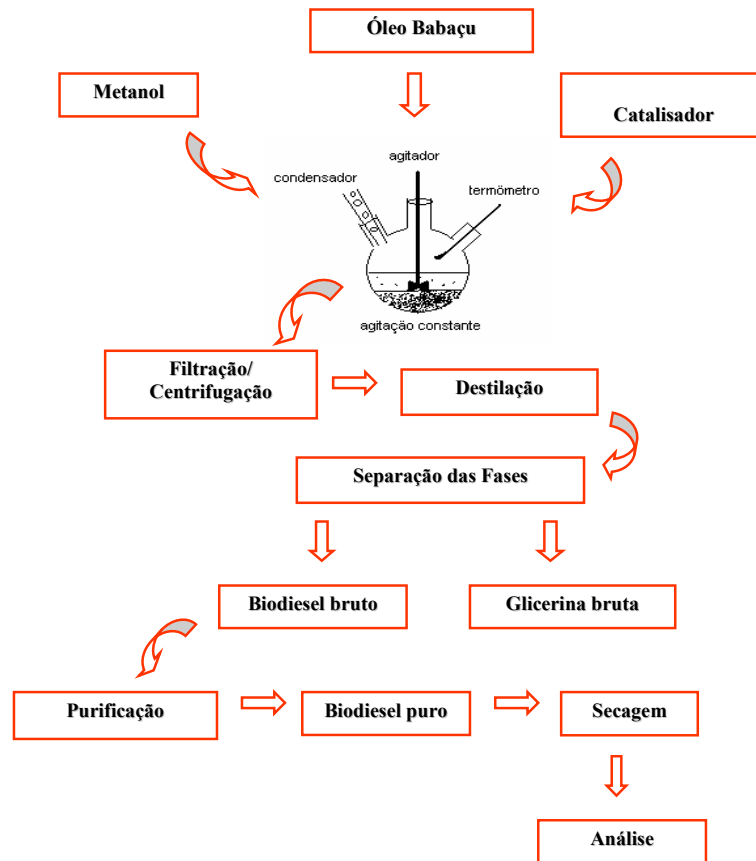 Óleo Babaçu
Metanol
Catalisador
agitador
condensador
termômetro
agitação constante
Filtração/
Centrifugação
Destilação
Separação das Fases
Biodiesel bruto
Glicerina bruta
Purificação
Biodiesel puro
Secagem
Análise